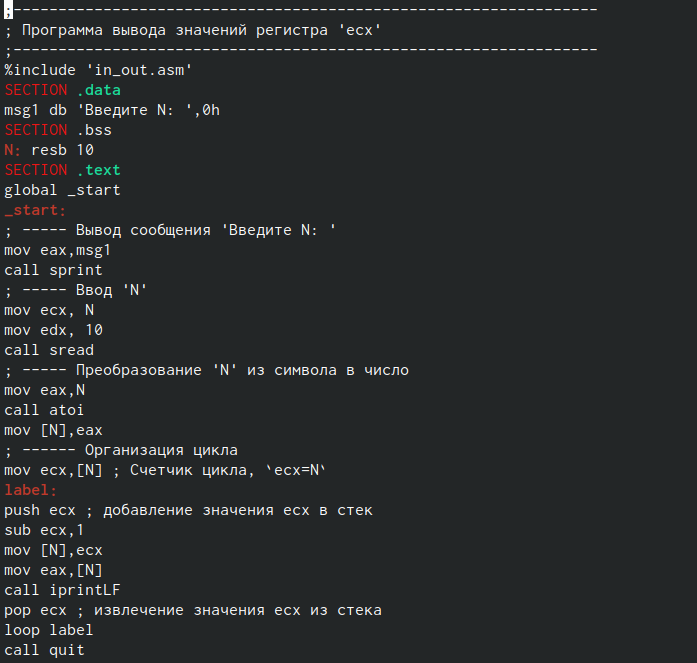 ;-----------------------------------------------------------------
; Программа вывода значений регистра 'ecx'
;-----------------------------------------------------------------
%include 'in_out.asm'
SECTION .data
msg1 db 'Введите N: ',0h
SECTION .bss
N: resb 10
SECTION .text
global _start
_start:
; ----- Вывод сообщения 'Введите N: '
mov eax,msg1
call sprint
; ----- Ввод 'N'
mov ecx, N
mov edx, 10
call sread
; ----- Преобразование 'N' из символа в число
mov eax,N
call atoi
mov [N],eax
; ------ Организация цикла
mov ecx,[N] ; Счетчик цикла, `ecx=N`
label:
push ecx ; добавление значения ecx в стек
sub ecx,1
mov [N],ecx
mov eax,[N]
call iprintLF
pop ecx ; извлечение значения ecx из стека
loop label
call quit